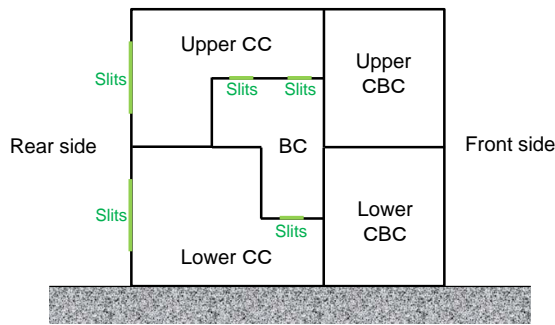 Upper CC
Upper
CBC
Slits
Slits
Slits
Rear side
BC
Front side
Slits
Slits
Lower
CBC
Lower CC